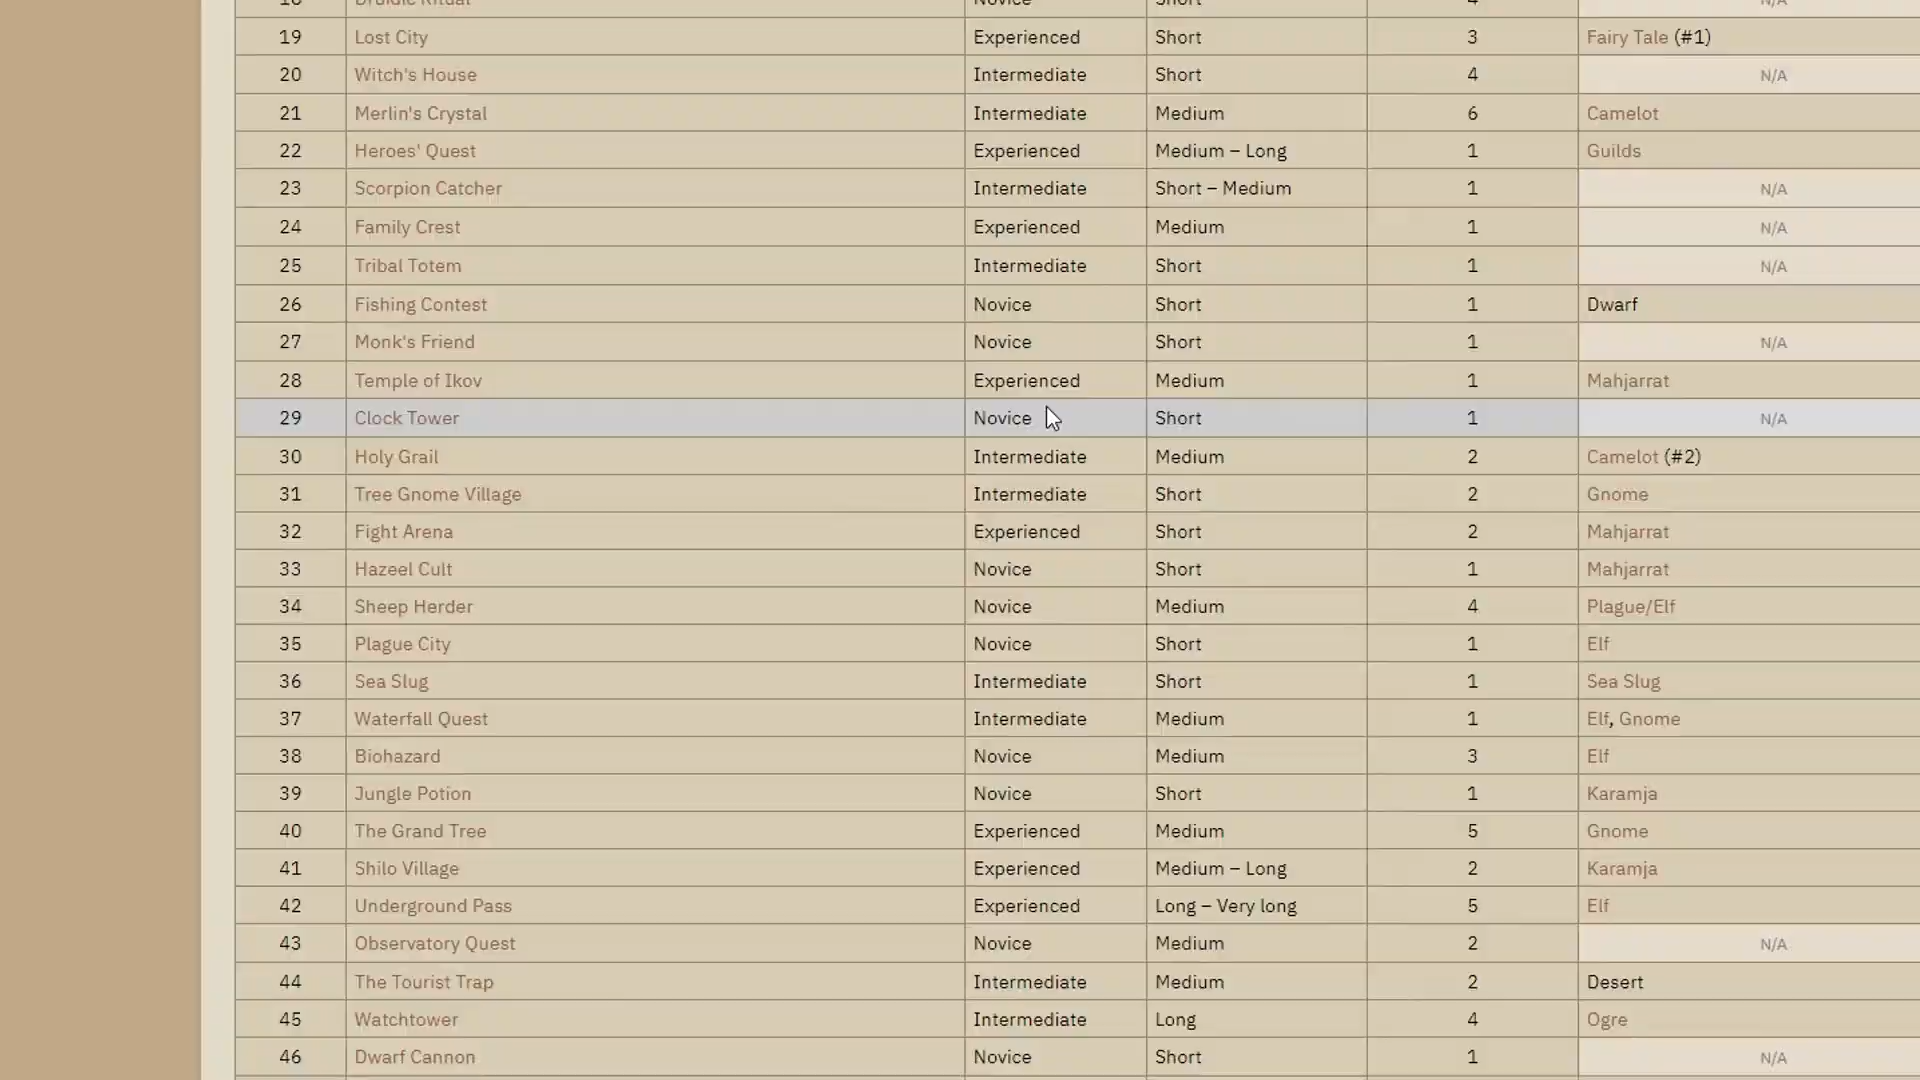 18 Druidic Ritual Novice Short 4 N/A
19 Lost City Experienced Short 3 Fairy Tale (#1)
20 Witch's House Intermediate Short 4 N/A
21 Merlin's Crystal Intermediate Medium 6 Camelot
22 Heroes' Quest Experienced Medium – Long 1 Guilds
23 Scorpion Catcher Intermediate Short – Medium 1 N/A
24 Family Crest Experienced Medium 1 N/A
25 Tribal Totem Intermediate Short 1 N/A
26 Fishing Contest Novice Short 1 Dwarf
27 Monk's Friend Novice Short 1 N/A
28 Temple of Ikov Experienced Medium 1 Mahjarrat
29 Clock Tower Novice Short 1 N/A
30 Holy Grail Intermediate Medium 2 Camelot (#2)
31 Tree Gnome Village Intermediate Short 2 Gnome
32 Fight Arena Experienced Short 2 Mahjarrat
33 Hazeel Cult Novice Short 1 Mahjarrat
34 Sheep Herder Novice Medium 4 Plague/Elf
35 Plague City Novice Short 1 Elf
36 Sea Slug Intermediate Short 1 Sea Slug
37 Waterfall Quest Intermediate Medium 1 Elf, Gnome
38 Biohazard Novice Medium 3 Elf
39 Jungle Potion Novice Short 1 Karamja
40 The Grand Tree Experienced Medium 5 Gnome
41 Shilo Village Experienced Medium – Long 2 Karamja
42 Underground Pass Experienced Long – Very long 5 Elf
43 Observatory Quest Novice Medium 2 N/A
44 The Tourist Trap Intermediate Medium 2 Desert
45 Watchtower Intermediate Long 4 Ogre
46 Dwarf Cannon Novice Short 1 N/A